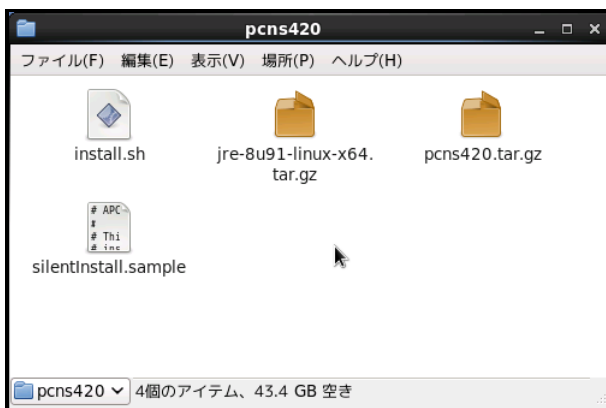 pcns420
ファイル(F) 編集(E) 表示(V) 場所(P) ヘルプ(H)
install.sh
jre-8u91-linux-x64.
tar.gz
pcns420.tar.gz
# APC
#
# Thi
# inc
silentInstall.sample
pcns420 4個のアイテム、43.4 GB 空き